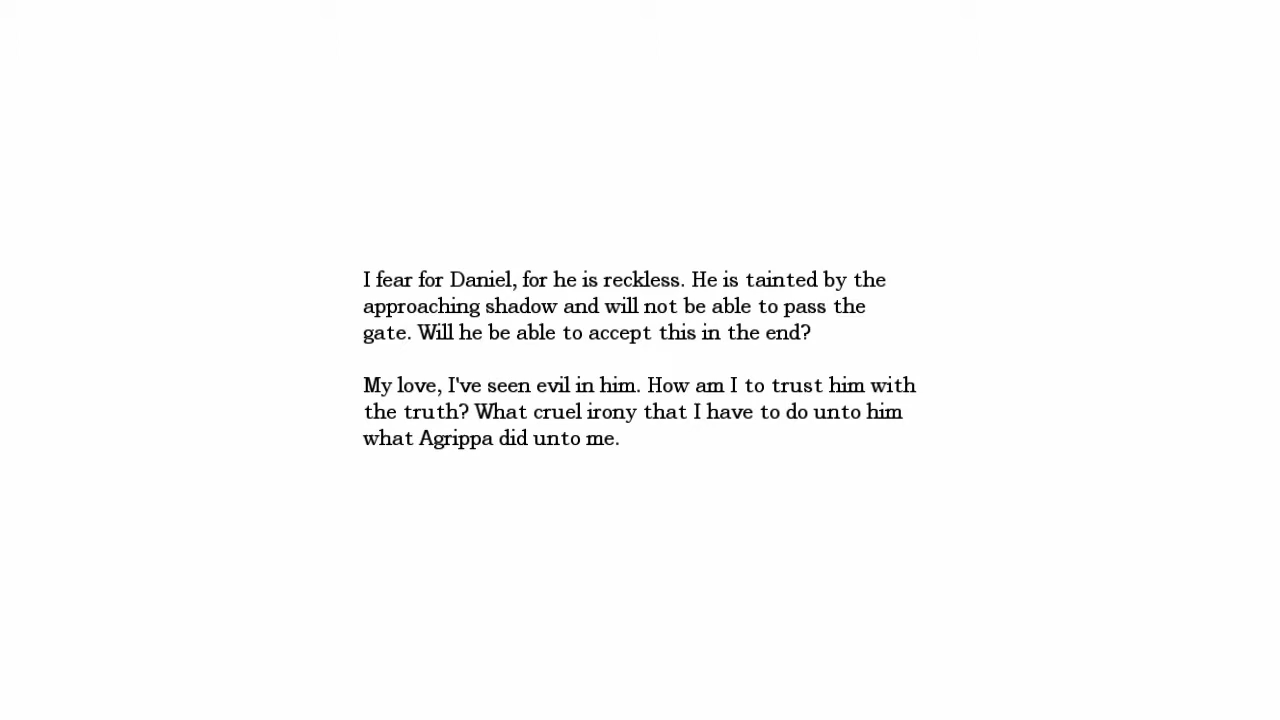 I fear for Daniel, for he is reckless. He is tainted by the
approaching shadow and will not be able to pass the
gate. Will he be able to accept this in the end?
My love, I've seen evil in him. How am I to trust him with
the truth? What cruel irony that I have to do unto him
what Agrippa did unto me.